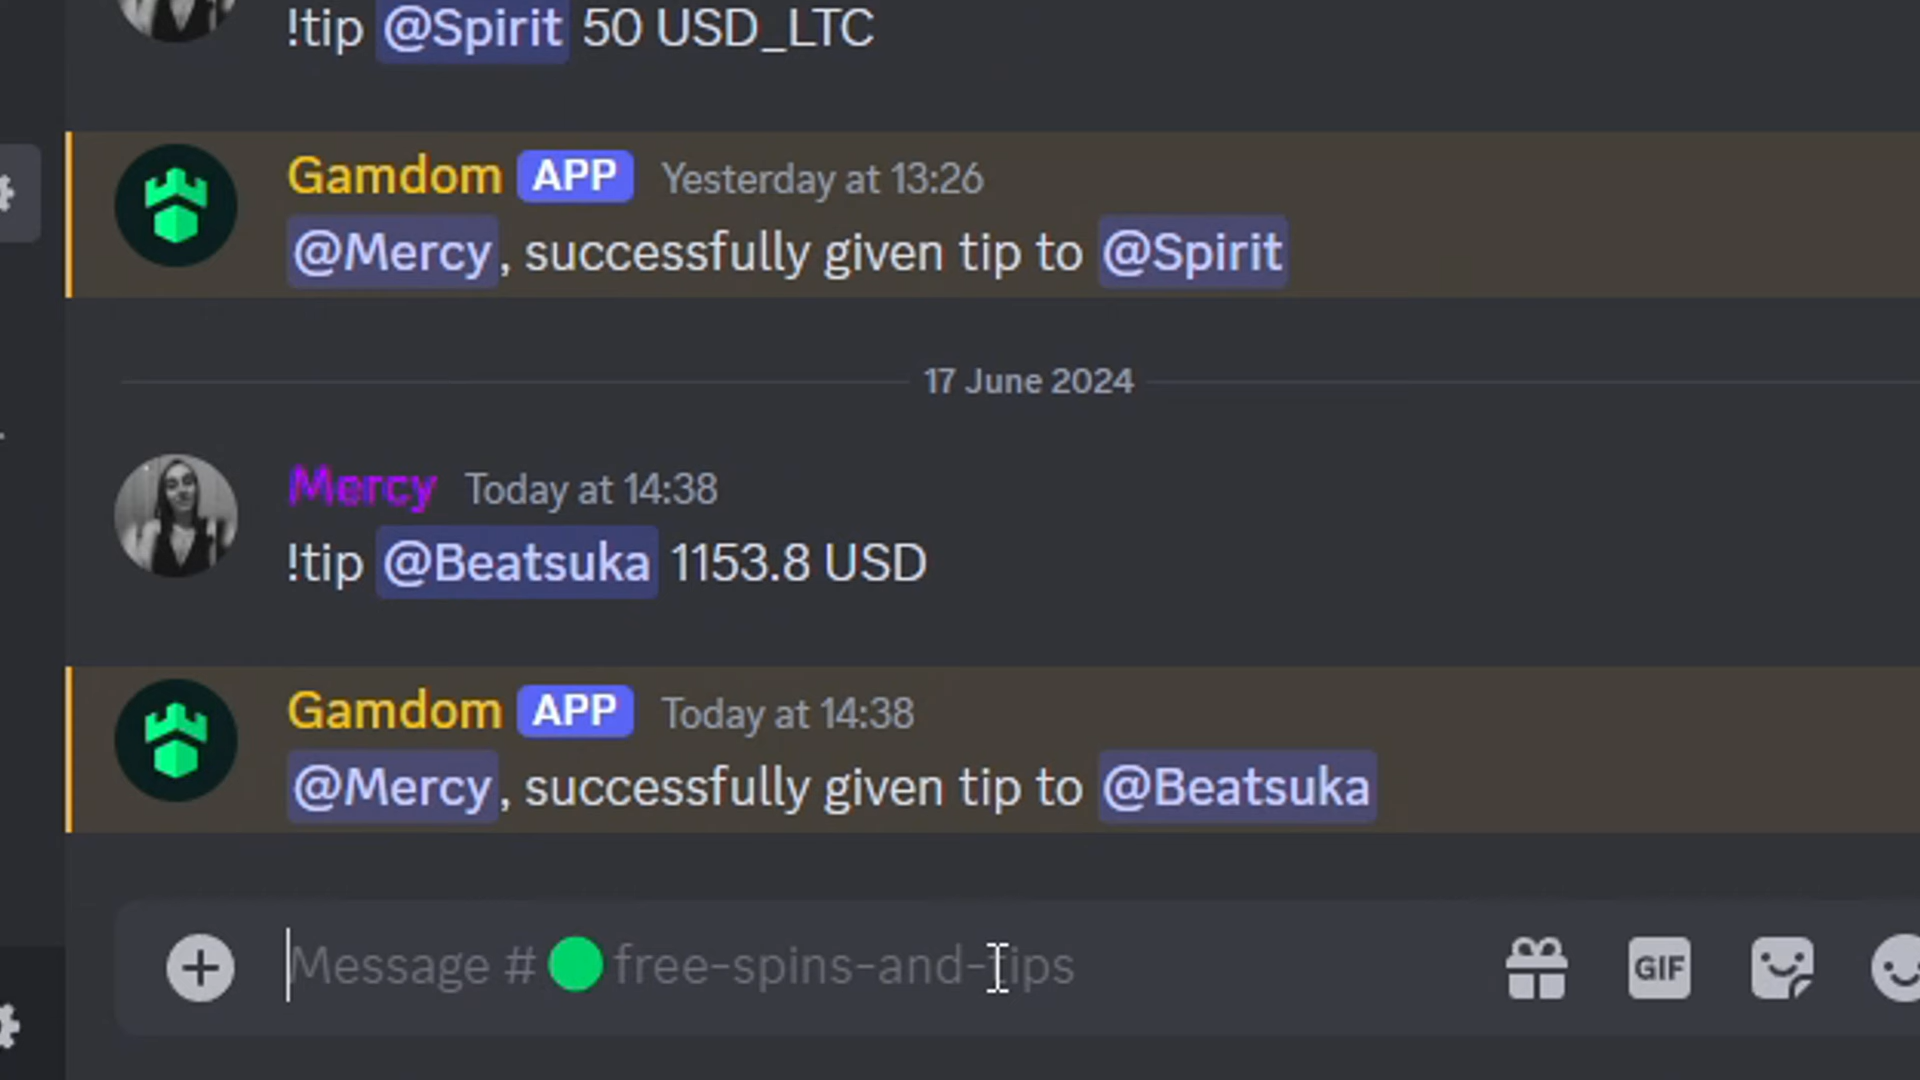 !tip @Spirit 50 USD_LTC
Gamdom APP Yesterday at 13:26
@Mercy, successfully given tip to @Spirit
17 June 2024
Mercy Today at 14:38
!tip @Beatsuka 1153.8 USD
Gamdom APP Today at 14:38
@Mercy, successfully given tip to @Beatsuka
Message # free-spins-and-tips
GIF